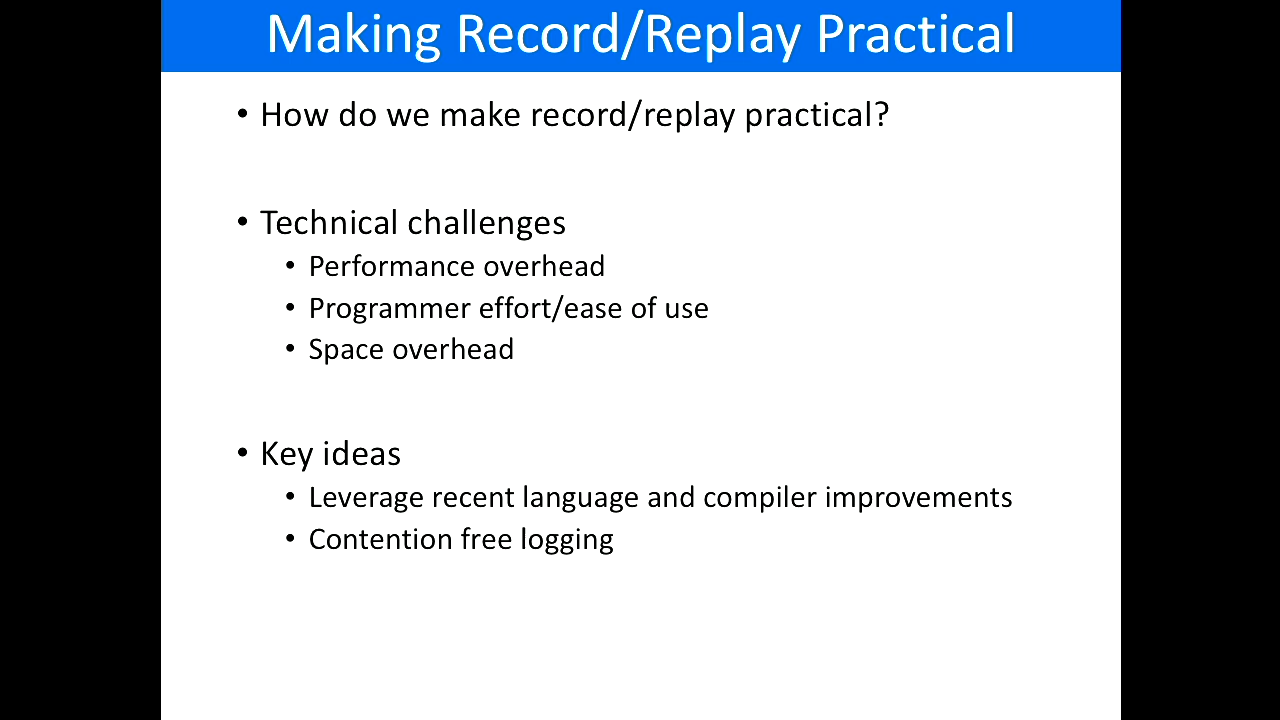 Making Record/Replay Practical
• How do we make record/replay practical?
• Technical challenges
• Performance overhead
• Programmer effort/ease of use
• Space overhead
• Key ideas
• Leverage recent language and compiler improvements
• Contention free logging